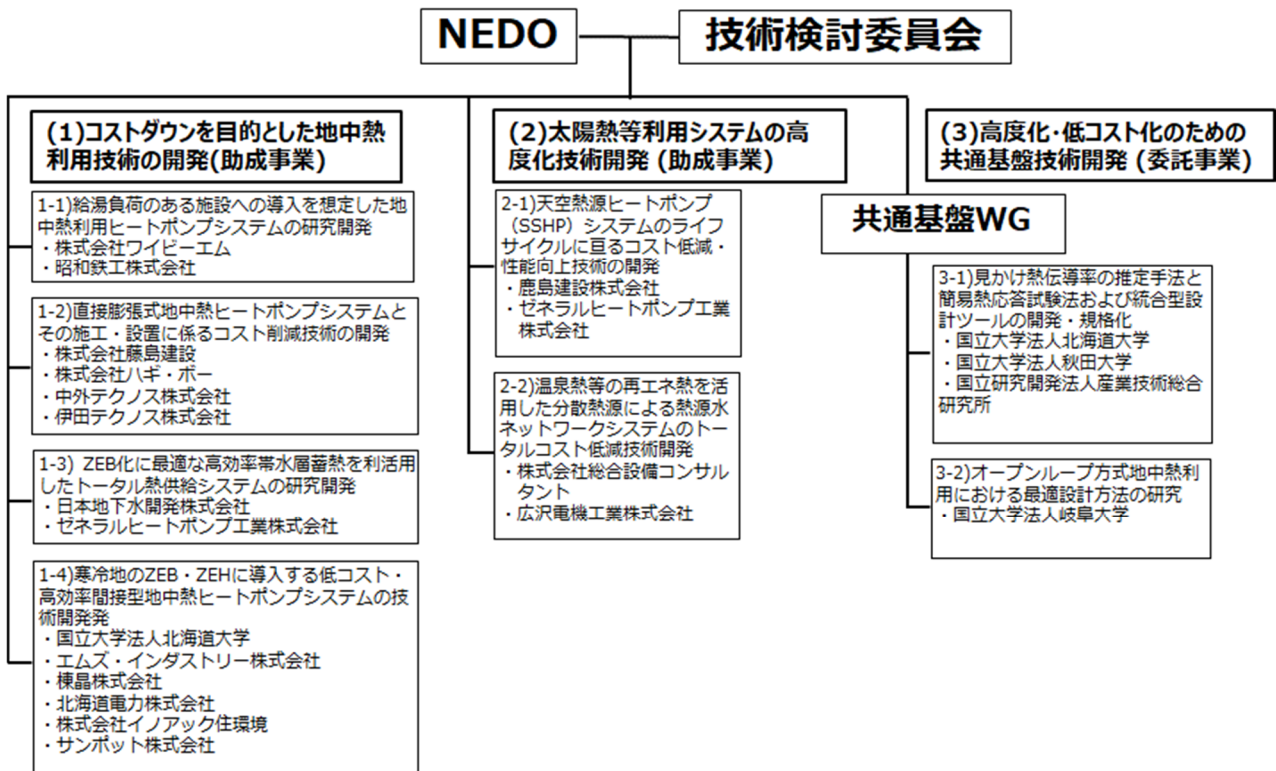 NEDO
技術検討委員会
(1)コストダウンを目的とした地中熱
利用技術の開発(助成事業)
1-1)給湯負荷のある施設への導入を想定した地
中熱利用ヒートポンプシステムの研究開発
・株式会社ワイビーエム
・昭和鉄工株式会社
1-2)直接膨張式地中熱ヒートポンプシステムと
その施工・設置に係るコスト削減技術の開発
・株式会社藤島建設
・株式会社ハギ・ボー
・中外テクノス株式会社
・伊田テクノス株式会社
1-3) ZEB化に最適な高効率帯水層蓄熱を利活用
したトータル熱供給システムの研究開発
・日本地下水開発株式会社
・ゼネラルヒートポンプ工業株式会社
1-4)寒冷地のZEB・ZEHに導入する低コスト・
高効率間接型地中熱ヒートポンプシステムの技
術開発発
・国立大学法人北海道大学
・エムズ・インダストリー株式会社
・棟晶株式会社
・北海道電力株式会社
・株式会社イノアック住環境
・サンポット株式会社
(2)太陽熱等利用システムの高
度化技術開発 (助成事業)
2-1)天空熱源ヒートポンプ
(SSHP)システムのライフ
サイクルに亘るコスト低減・
性能向上技術の開発
・鹿島建設株式会社
・ゼネラルヒートポンプ工業
株式会社
2-2)温泉熱等の再エネ熱を活
用した分散熱源による熱源水
ネットワークシステムのトー
タルコスト低減技術開発
・株式会社総合設備コンサル
タント
・広沢電機工業株式会社
(3)高度化・低コスト化のための
共通基盤技術開発 (委託事業)
共通基盤WG
3-1)見かけ熱伝導率の推定手法と
簡易熱応答試験法および統合型設
計ツールの開発・規格化
・国立大学法人北海道大学
・国立大学法人秋田大学
・国立研究開発法人産業技術総合
研究所
3-2)オープンループ方式地中熱利
用における最適設計方法の研究
・国立大学法人岐阜大学